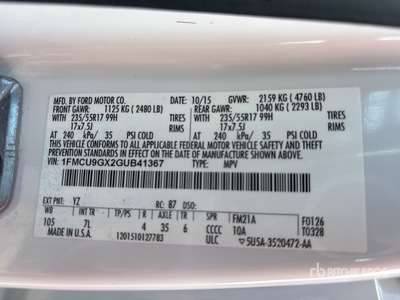 MFD. BY FORD MOTOR CO. 10/15 GVWR: 2159 KG ( 4760 LB)
FRONT GAWR: 1125 KG ( 2480 LB) REAR GAWR: 1040 KG ( 2293 LB)
WITH TIRES WITH TIRES
235/55R17 99H RIMS 235/55R17 99H RIMS
17x7.5J 17x7.5J
AT 240 kPa/ 35 PSI COLD AT 240 kPa/ 35 PSI COLD
THIS VEHICLE CONFORMS TO ALL APPLICABLE FEDERAL MOTOR VEHICLE SAFETY
AND THEFT PREVENTION STANDARDS IN EFFECT ON THE DATE OF MANUFACTURE SHOWN ABOVE.
VIN: 1FMCU9GX2GUB41367 TYPE: MPV
EXT PNT: YZ RC: 87 DSO:
WB INT TR TP/PS R AXLE TR SPR FM21A F0126
105 7L 4 35 6 CCCC 10A T0328
MADE IN U.S.A. 1201510127783 ULC 5U5A-3520472-AA
rb
RITCHIE BROS